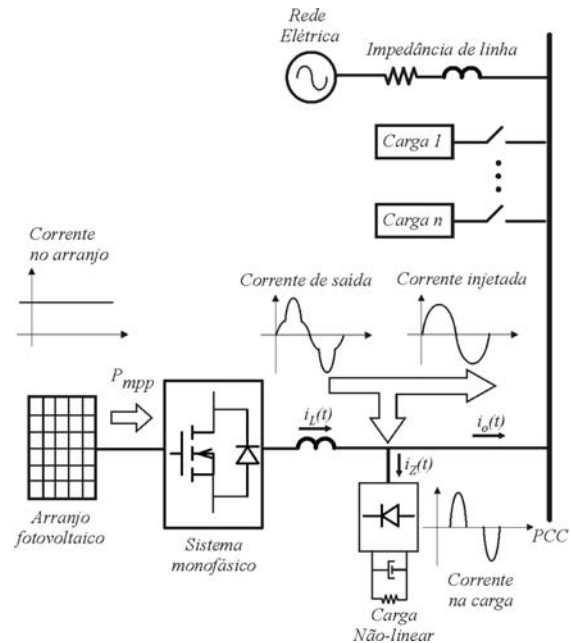 Rede
Elétrica
Impedância de linha
Carga 1
Carga n
Corrente
no arranjo
Corrente de saída
Corrente injetada
P_mpp
i_L(t)
i_o(t)
i_Z(t)
Arranjo
fotovoltaico
Sistema
monofásico
PCC
Corrente
na carga
Carga
Não-linear